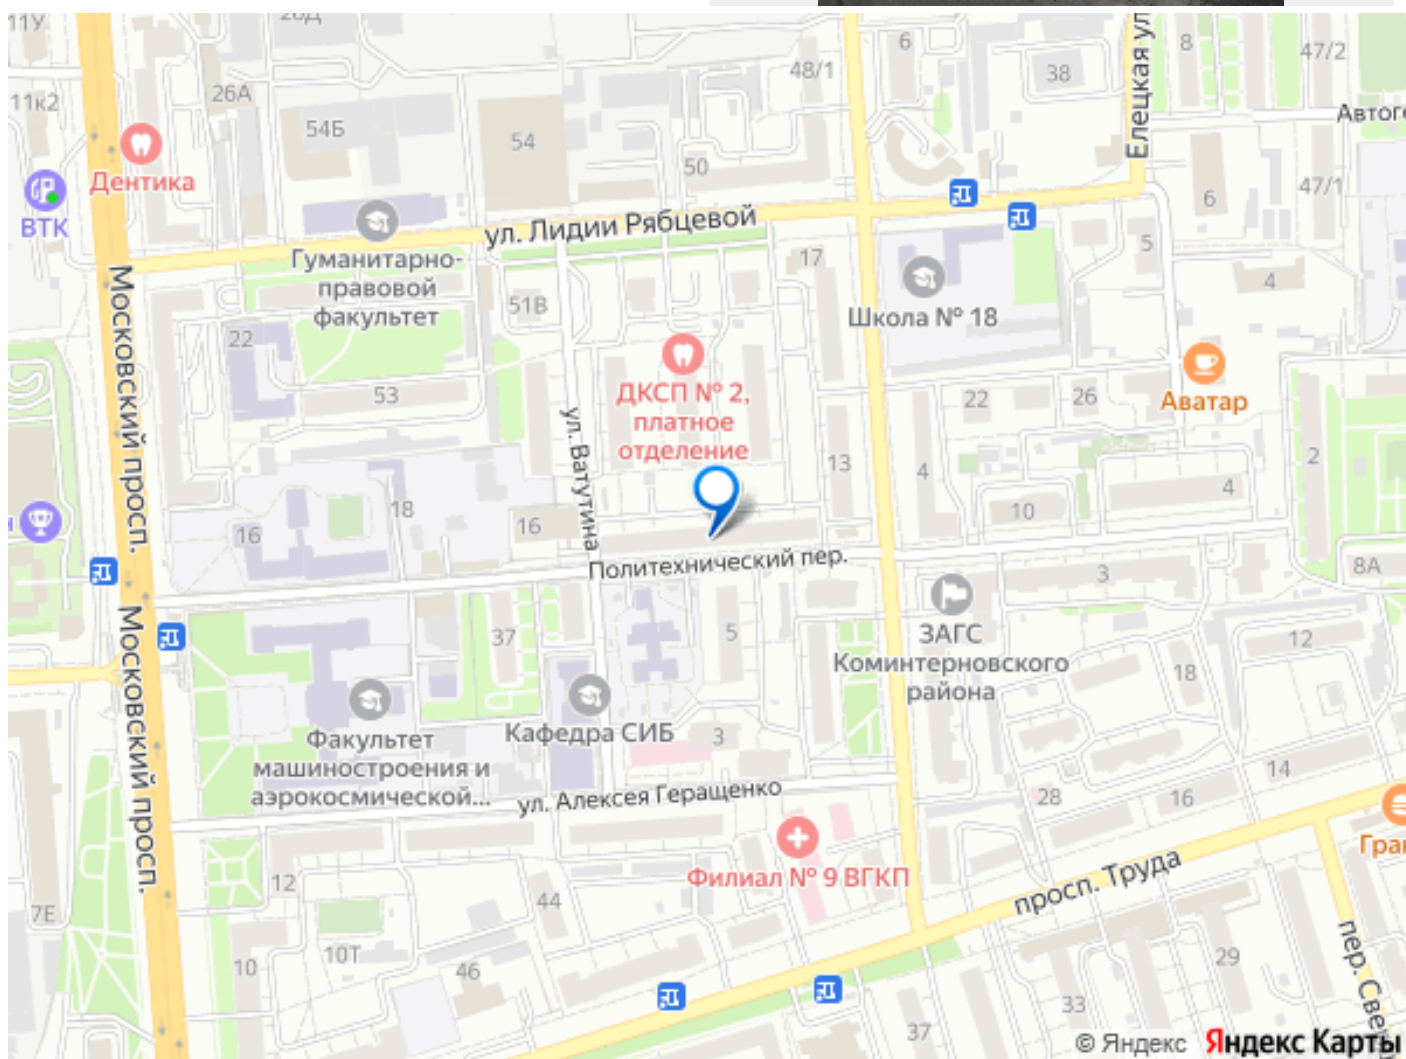 11У
26Д
6
8
47/2
48/1
38
11к2
26А
Автог
54Б
54
Елецкая ул
Дентика
50
47/1
6
ВТК
ул. Лидии Рябцевой
5
Гуманитарно-
правовой
факультет
17
4
51В
Школа № 18
22
Московский просп.
ДКСП № 2,
платное
отделение
53
22
26
Аватар
ул. Ватутина
13
4
2
4
18
10
16
16
Политехнический пер.
3
8А
Московский просп.
37
5
ЗАГС
Коминтерновского
района
12
18
Факультет
машиностроения и
аэрокосмической...
Кафедра СИБ
3
14
ул. Алексея Геращенко
28
16
Гран
Филиал № 9 ВГКП
просп. Труда
12
44
7Е
10Т
10
46
29
пер. Све
33
37
© Яндекс Яндекс Карты